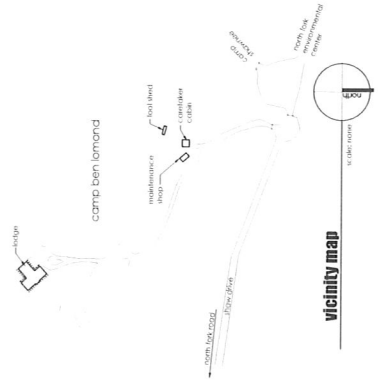 lodge
camp ben lomond
tool shed
maintenance
shop
caretaker
cabin
camp
shawnee
north fork
environmental
center
north fork road
shaw drive
vicinity map
scale: none
north